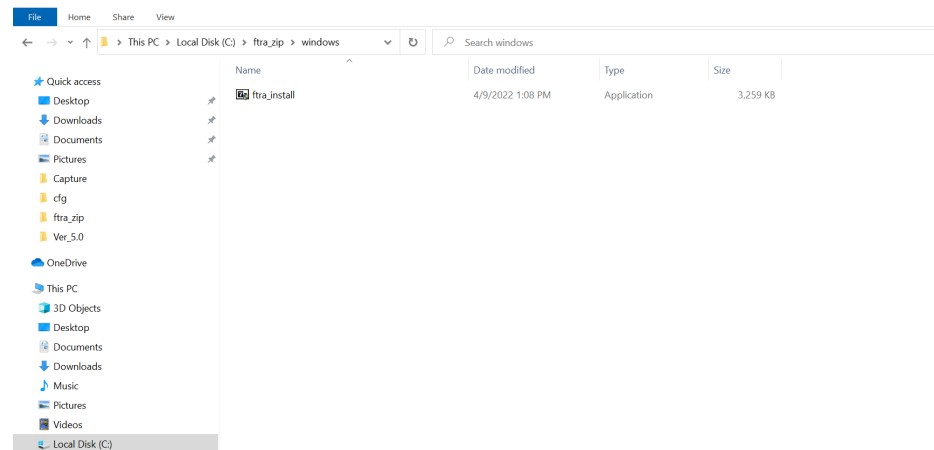 File Home Share View
This PC > Local Disk (C:) > ftra_zip > windows
Search windows
Name Date modified Type Size
ftra_install 4/9/2022 1:08 PM Application 3,259 KB
Quick access
Desktop
Downloads
Documents
Pictures
Capture
cfg
ftra_zip
Ver_5.0
OneDrive
This PC
3D Objects
Desktop
Documents
Downloads
Music
Pictures
Videos
Local Disk (C:)